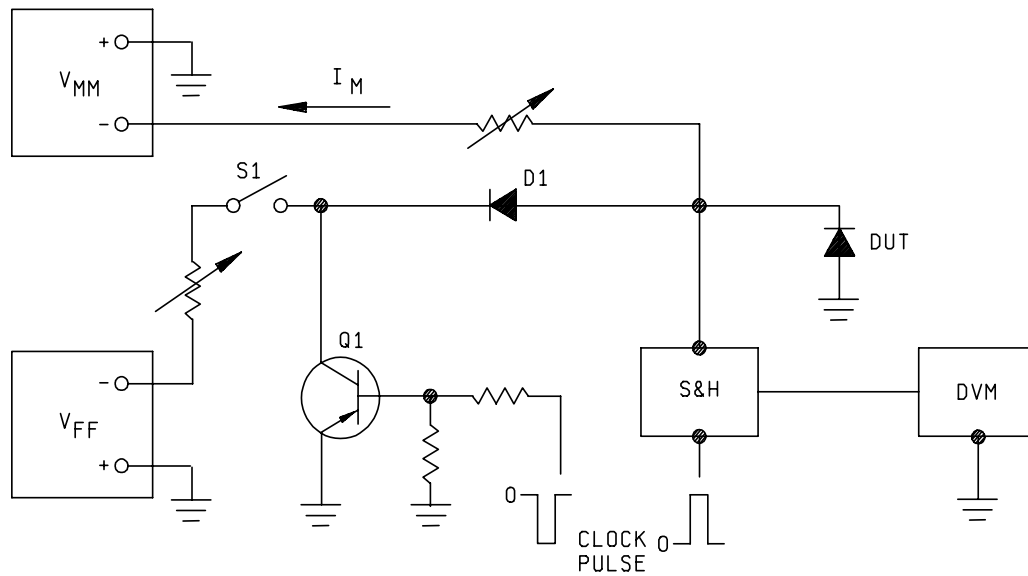 +
V_MM
I_M
-
S1
D1
DUT
Q1
-
V_FF
+
S&H
DVM
0
CLOCK
PULSE
0